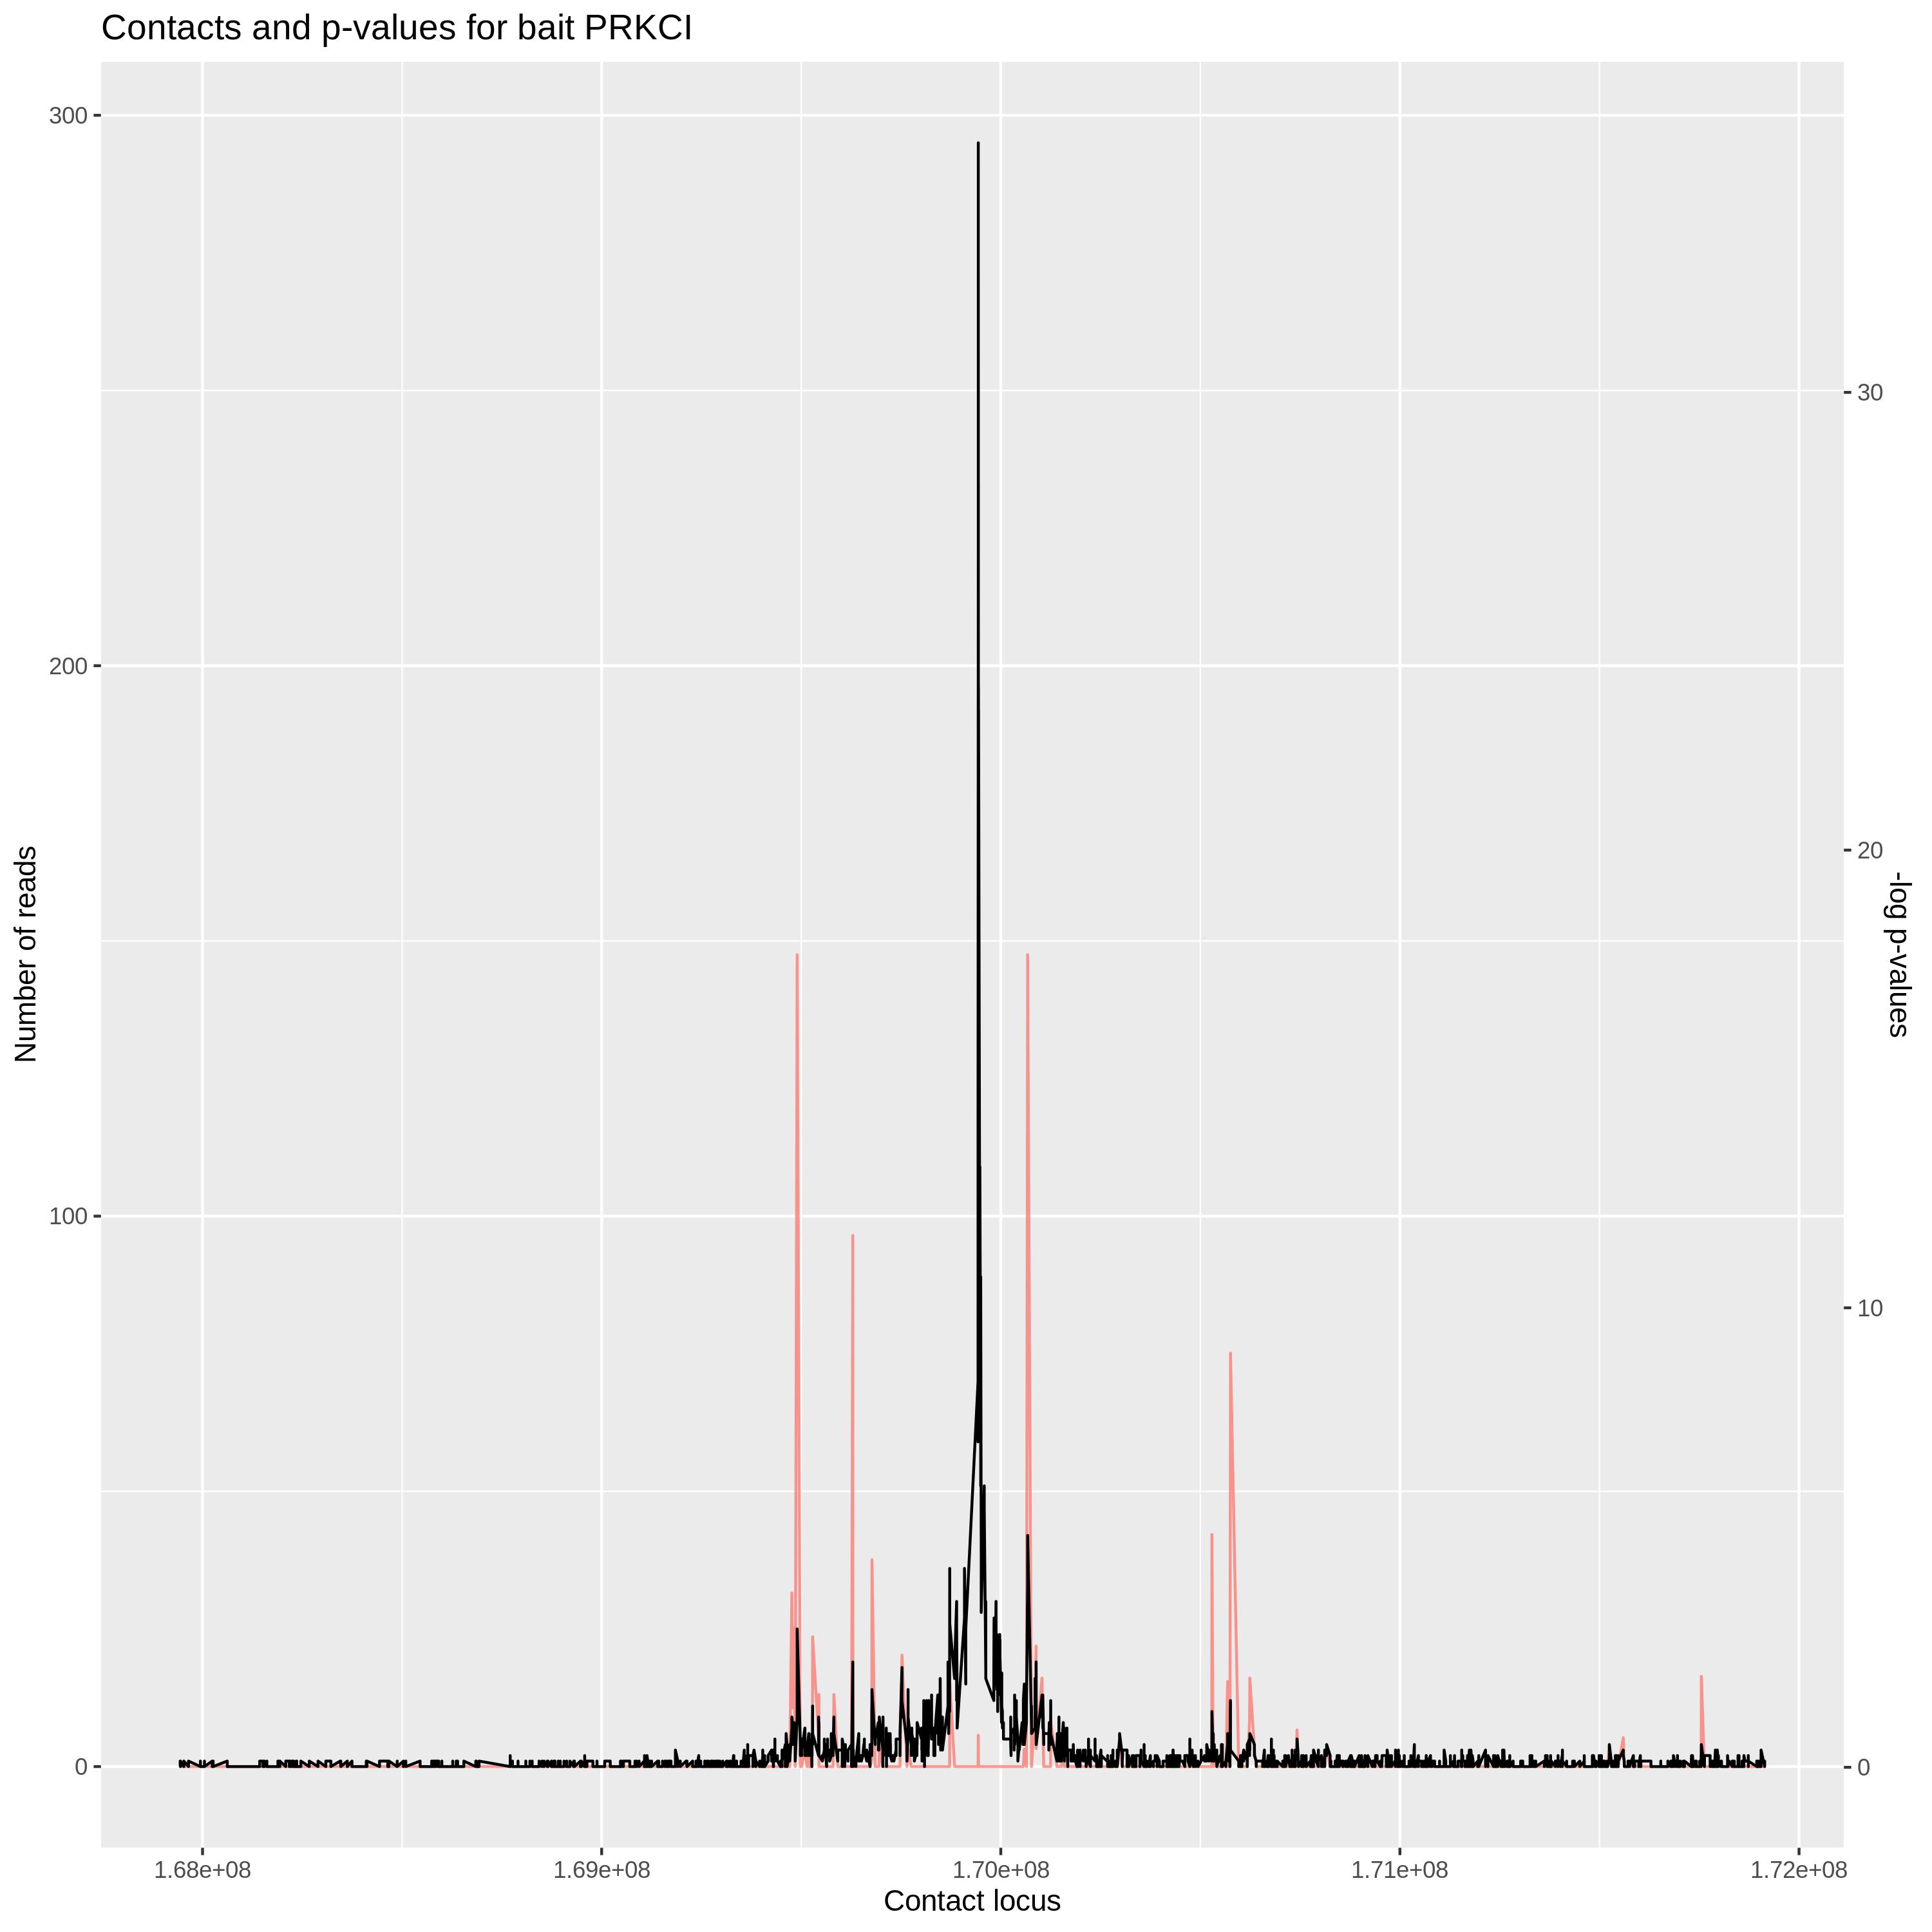 Contacts and p-values for bait PRKCI
300
200
100
0
Number of reads
30
20
10
0
-log p-values
1.68e+08
1.69e+08
1.70e+08
1.71e+08
1.72e+08
Contact locus